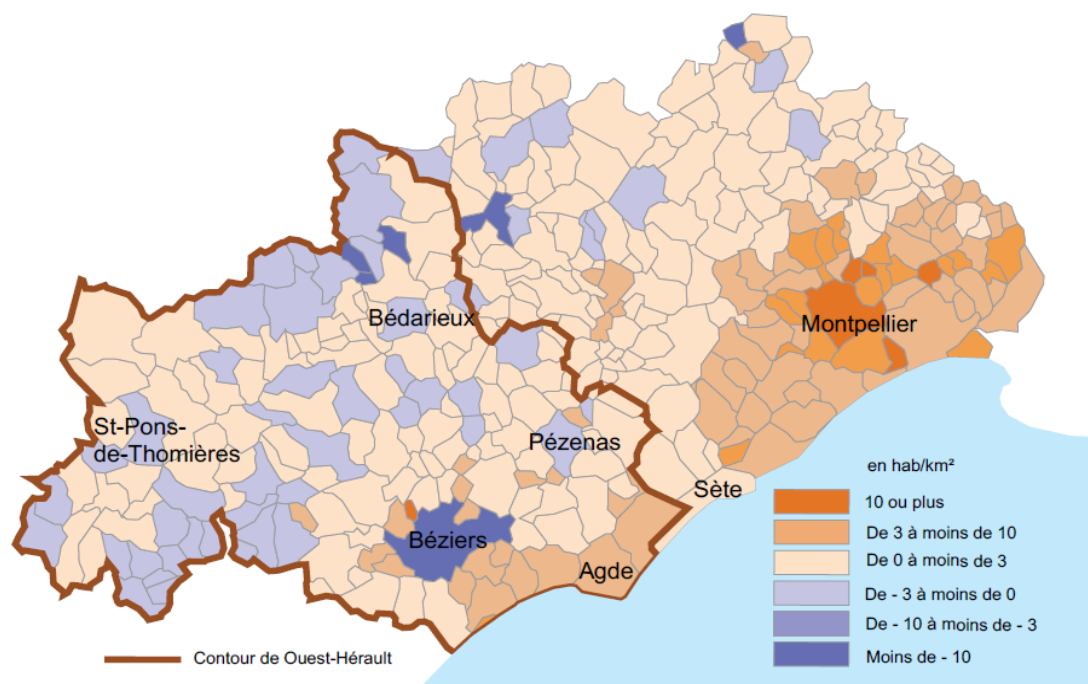 Bédarieux
Montpellier
St-Pons-
de-Thomières
Pézenas
Sète
Béziers
Agde
en hab/km²
10 ou plus
De 3 à moins de 10
De 0 à moins de 3
De - 3 à moins de 0
De - 10 à moins de - 3
Moins de - 10
Contour de Ouest-Hérault